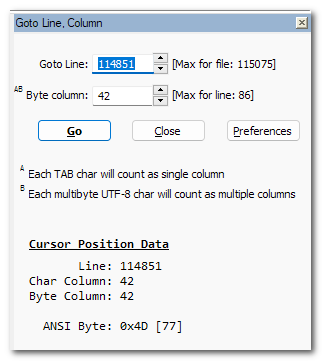 Goto Line, Column
Goto Line: 114851 [Max for file: 115075]
AB Byte column: 42 [Max for line: 86]
Go Close Preferences
A Each TAB char will count as single column
B Each multibyte UTF-8 char will count as multiple columns
Cursor Position Data
Line: 114851
Char Column: 42
Byte Column: 42
ANSI Byte: 0x4D [77]